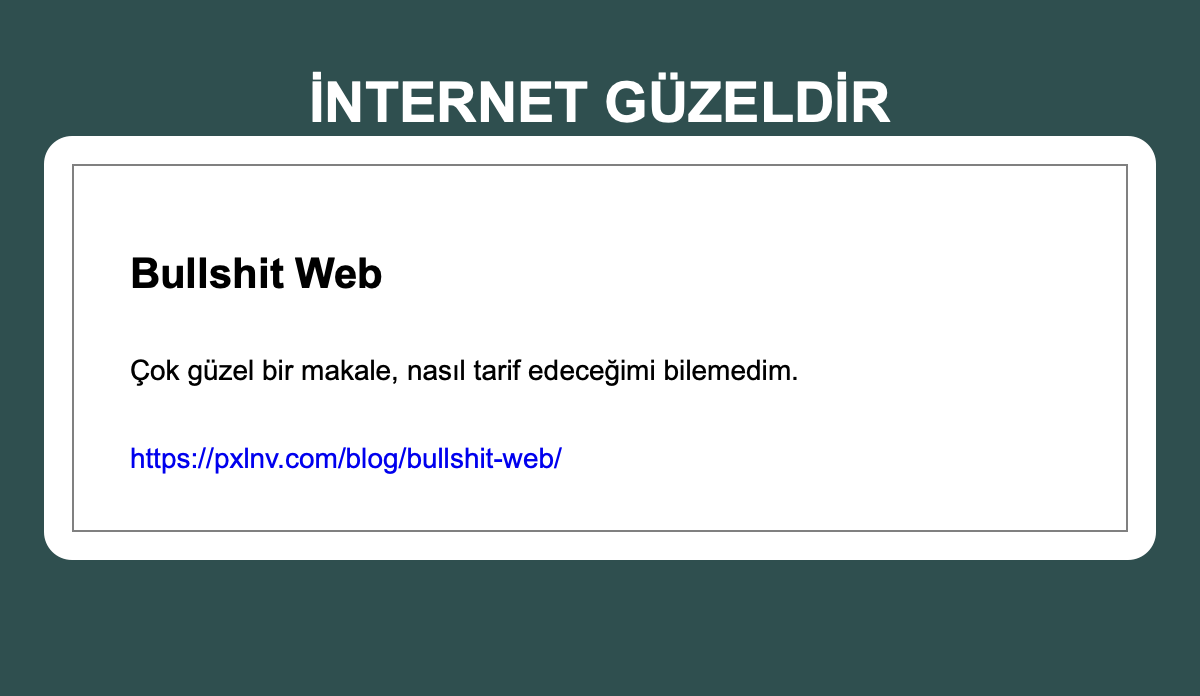 İNTERNET GÜZELDİR
Bullshit Web
Çok güzel bir makale, nasıl tarif edeceğimi bilemedim.
https://pxlnv.com/blog/bullshit-web/